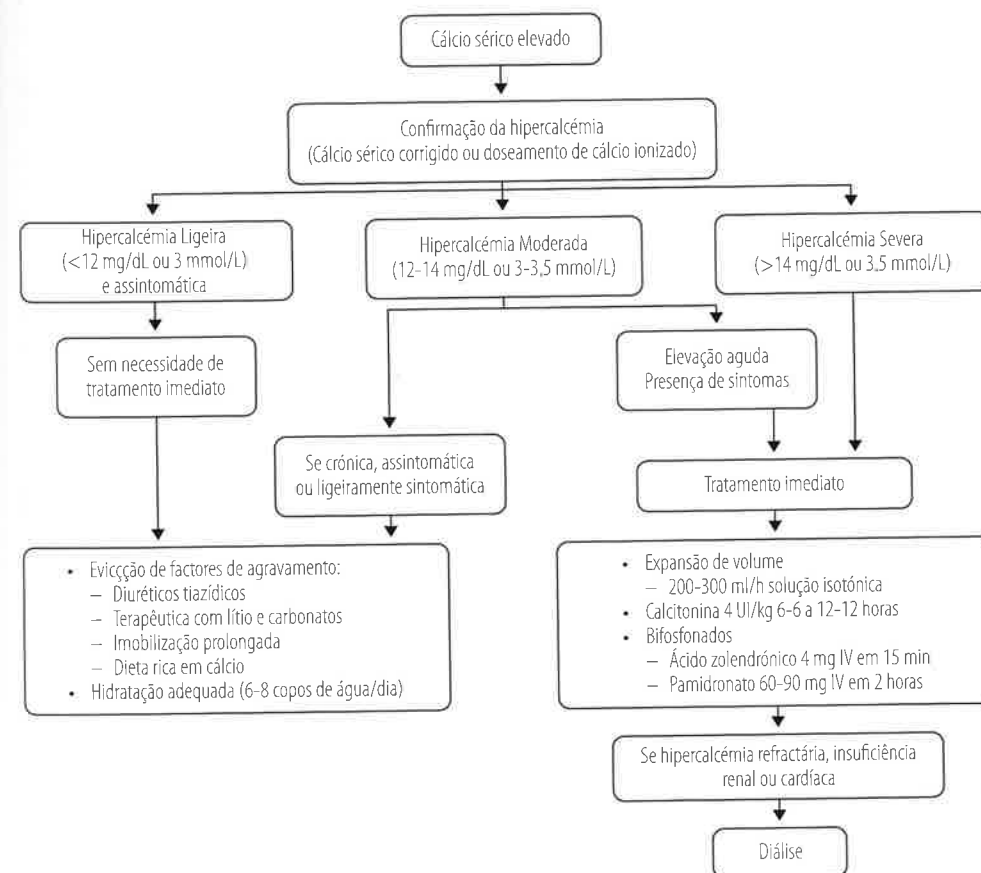 Cálcio sérico elevado
Confirmação da hipercalcémia
(Cálcio sérico corrigido ou doseamento de cálcio ionizado)
Hipercalcémia Ligeira
(<12 mg/dL ou 3 mmol/L)
e assintomática
Hipercalcémia Moderada
(12-14 mg/dL ou 3-3,5 mmol/L)
Hipercalcémia Severa
(>14 mg/dL ou 3,5 mmol/L)
Sem necessidade de
tratamento imediato
Elevação aguda
Presença de sintomas
Se crónica, assintomática
ou ligeiramente sintomática
Tratamento imediato
• Evicção de factores de agravamento:
– Diuréticos tiazídicos
– Terapêutica com lítio e carbonatos
– Imobilização prolongada
– Dieta rica em cálcio
• Hidratação adequada (6-8 copos de água/dia)
• Expansão de volume
– 200-300 ml/h solução isotónica
• Calcitonina 4 UI/kg 6-6 a 12-12 horas
• Bifosfonados
– Ácido zolendrónico 4 mg IV em 15 min
– Pamidronato 60-90 mg IV em 2 horas
Se hipercalcémia refractária, insuficiência
renal ou cardíaca
Diálise